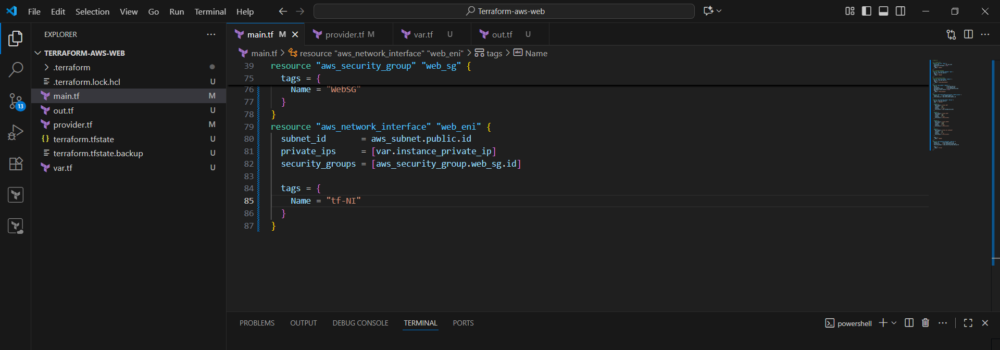 File Edit Selection View Go Run Terminal Help Terraform-aws-web
EXPLORER
TERRAFORM-AWS-WEB
.terraform
.terraform.lock.hcl U
main.tf M
out.tf U
provider.tf M
terraform.tfstate U
terraform.tfstate.backup U
var.tf U
13
main.tf M provider.tf M var.tf U out.tf U
main.tf > resource "aws_network_interface" "web_eni" > tags > abc Name
39 resource "aws_security_group" "web_sg" {
75 tags = {
76 Name = "WebSG"
77 }
78 }
79 resource "aws_network_interface" "web_eni" {
80 subnet_id = aws_subnet.public.id
81 private_ips = [var.instance_private_ip]
82 security_groups = [aws_security_group.web_sg.id]
83
84 tags = {
85 Name = "tf-NI"
86 }
87 }
PROBLEMS OUTPUT DEBUG CONSOLE TERMINAL PORTS powershell